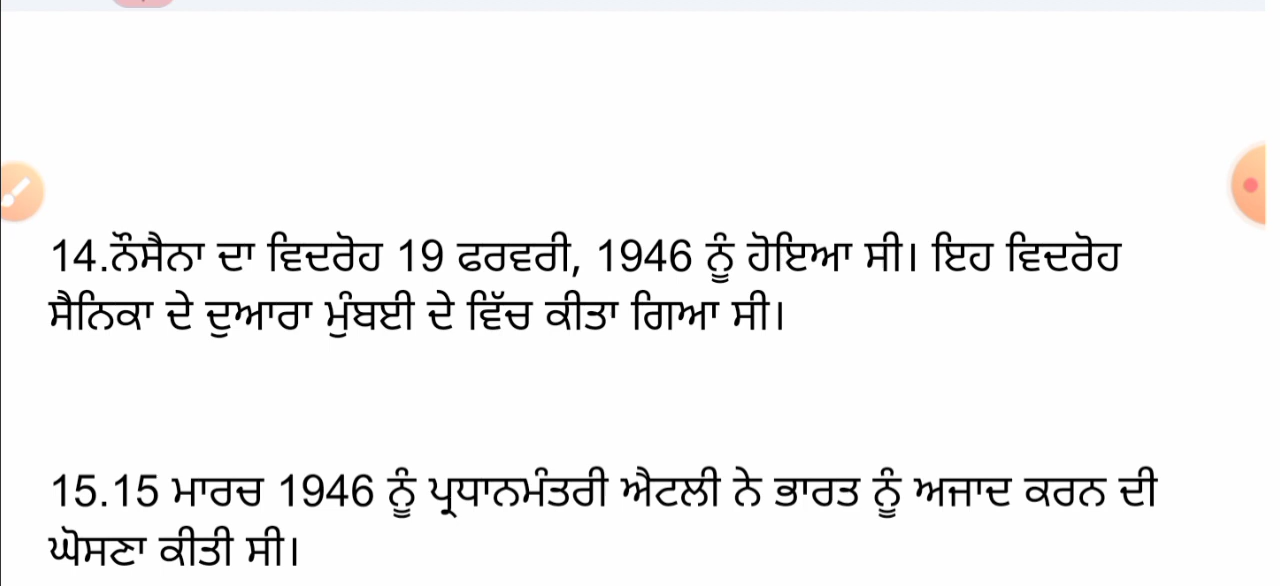 14.ਨੌਸੈਨਾ ਦਾ ਵਿਦਰੋਹ 19 ਫਰਵਰੀ, 1946 ਨੂੰ ਹੋਇਆ ਸੀ। ਇਹ ਵਿਦਰੋਹ
ਸੈਨਿਕਾ ਦੇ ਦੁਆਰਾ ਮੁੰਬਈ ਦੇ ਵਿੱਚ ਕੀਤਾ ਗਿਆ ਸੀ।
15.15 ਮਾਰਚ 1946 ਨੂੰ ਪ੍ਰਧਾਨਮੰਤਰੀ ਐਟਲੀ ਨੇ ਭਾਰਤ ਨੂੰ ਅਜਾਦ ਕਰਨ ਦੀ
ਘੋਸਣਾ ਕੀਤੀ ਸੀ।